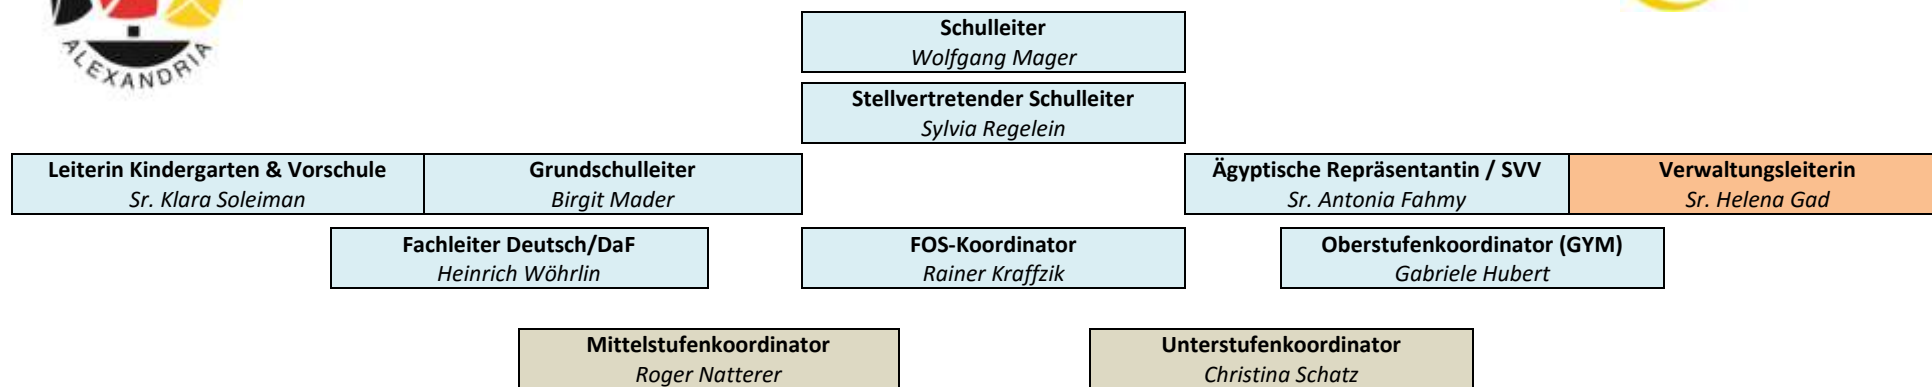 ALEXANDRIA
Schulleiter
Wolfgang Mager
Stellvertretender Schulleiter
Sylvia Regelein
Leiterin Kindergarten & Vorschule
Sr. Klara Soleiman
Grundschulleiter
Birgit Mader
Ägyptische Repräsentantin / SVV
Sr. Antonia Fahmy
Verwaltungsleiterin
Sr. Helena Gad
Fachleiter Deutsch/DaF
Heinrich Wöhrlin
FOS-Koordinator
Rainer Kraffzik
Oberstufenkoordinator (GYM)
Gabriele Hubert
Mittelstufenkoordinator
Roger Natterer
Unterstufenkoordinator
Christina Schatz